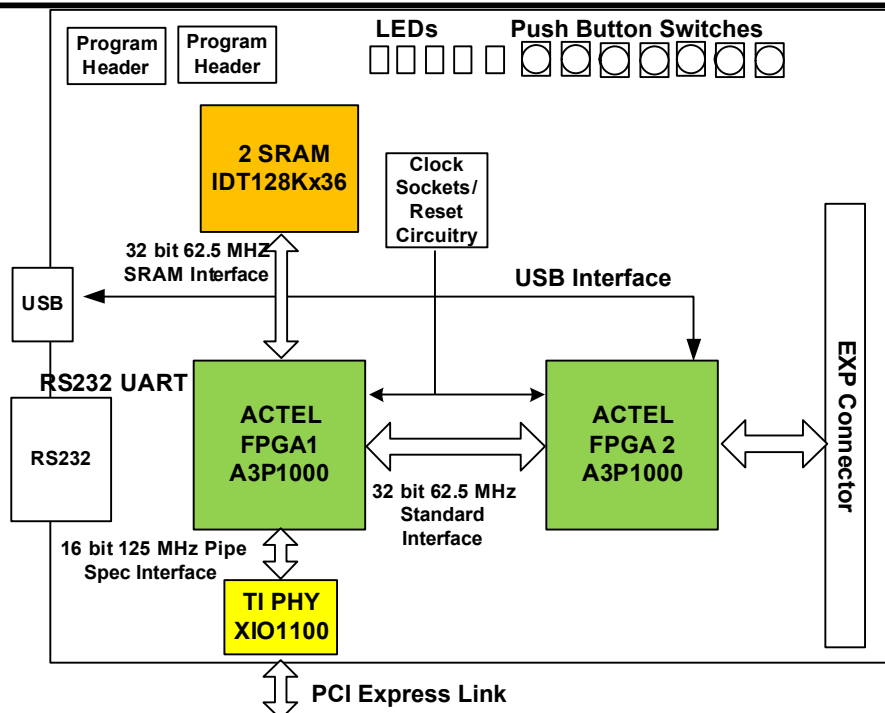 LEDs
Push Button Switches
Program
Header
Program
Header
2 SRAM
IDT128Kx36
Clock
Sockets/
Reset
Circuitry
32 bit 62.5 MHZ
SRAM Interface
USB
USB Interface
RS232 UART
RS232
ACTEL
FPGA1
A3P1000
ACTEL
FPGA 2
A3P1000
EXP Connector
32 bit 62.5 MHz
Standard
Interface
16 bit 125 MHz Pipe
Spec Interface
TI PHY
XIO1100
PCI Express Link